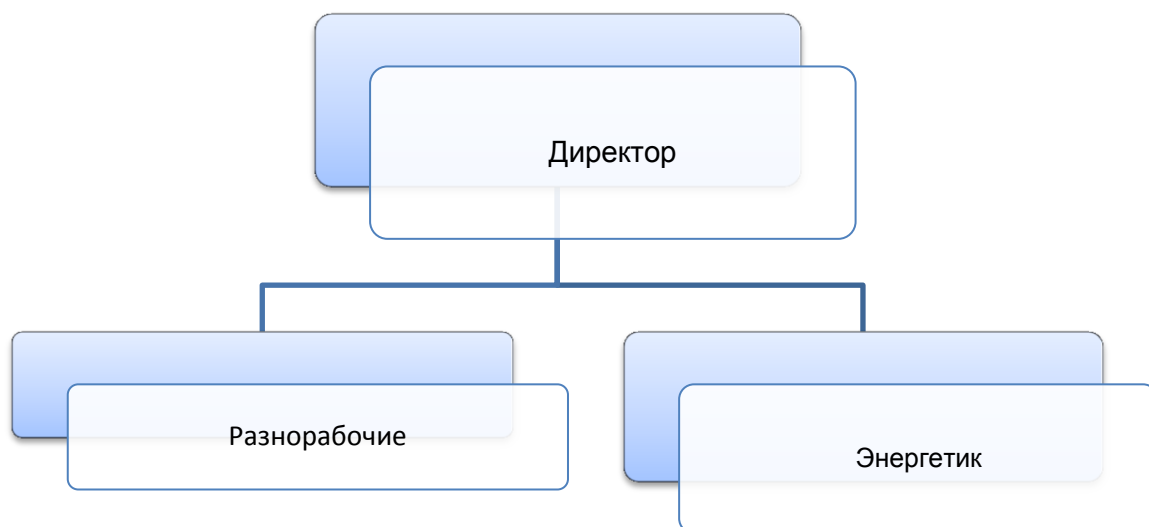 Директор
Разнорабочие
Энергетик